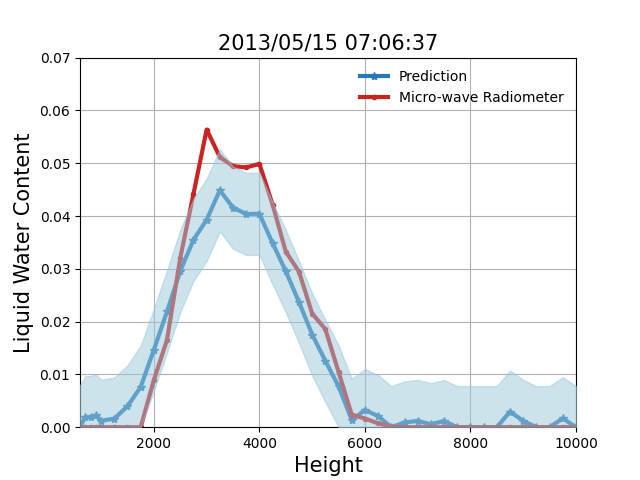 2013/05/15 07:06:37
Prediction
Micro-wave Radiometer
Liquid Water Content
0.07
0.06
0.05
0.04
0.03
0.02
0.01
0.00
2000 4000 6000 8000 10000
Height